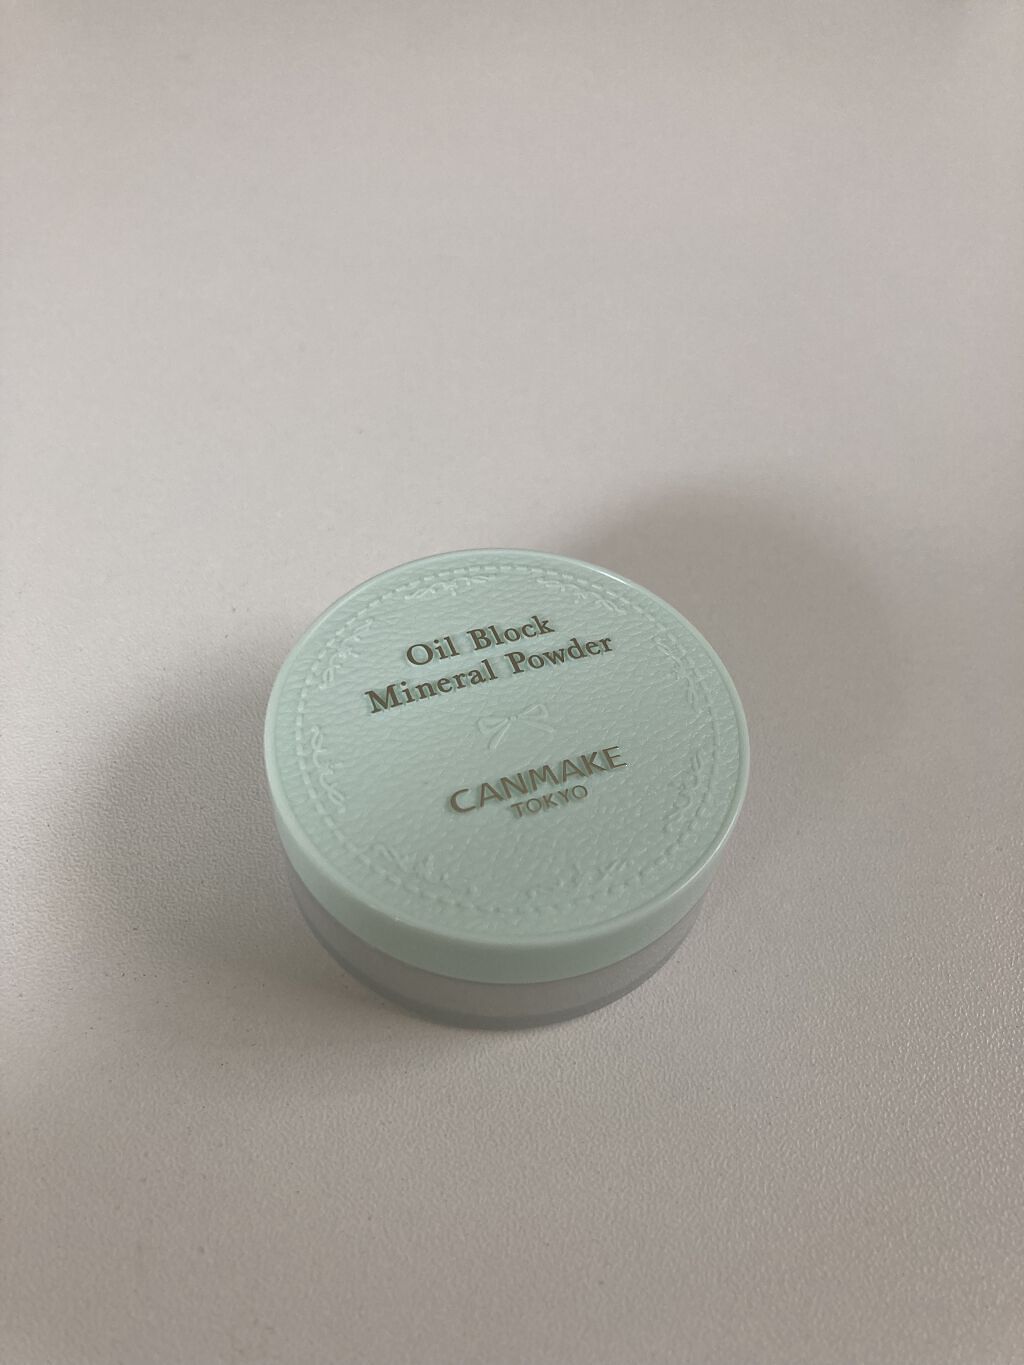 Oil Block
Mineral Powder
CANMAKE
TOKYO